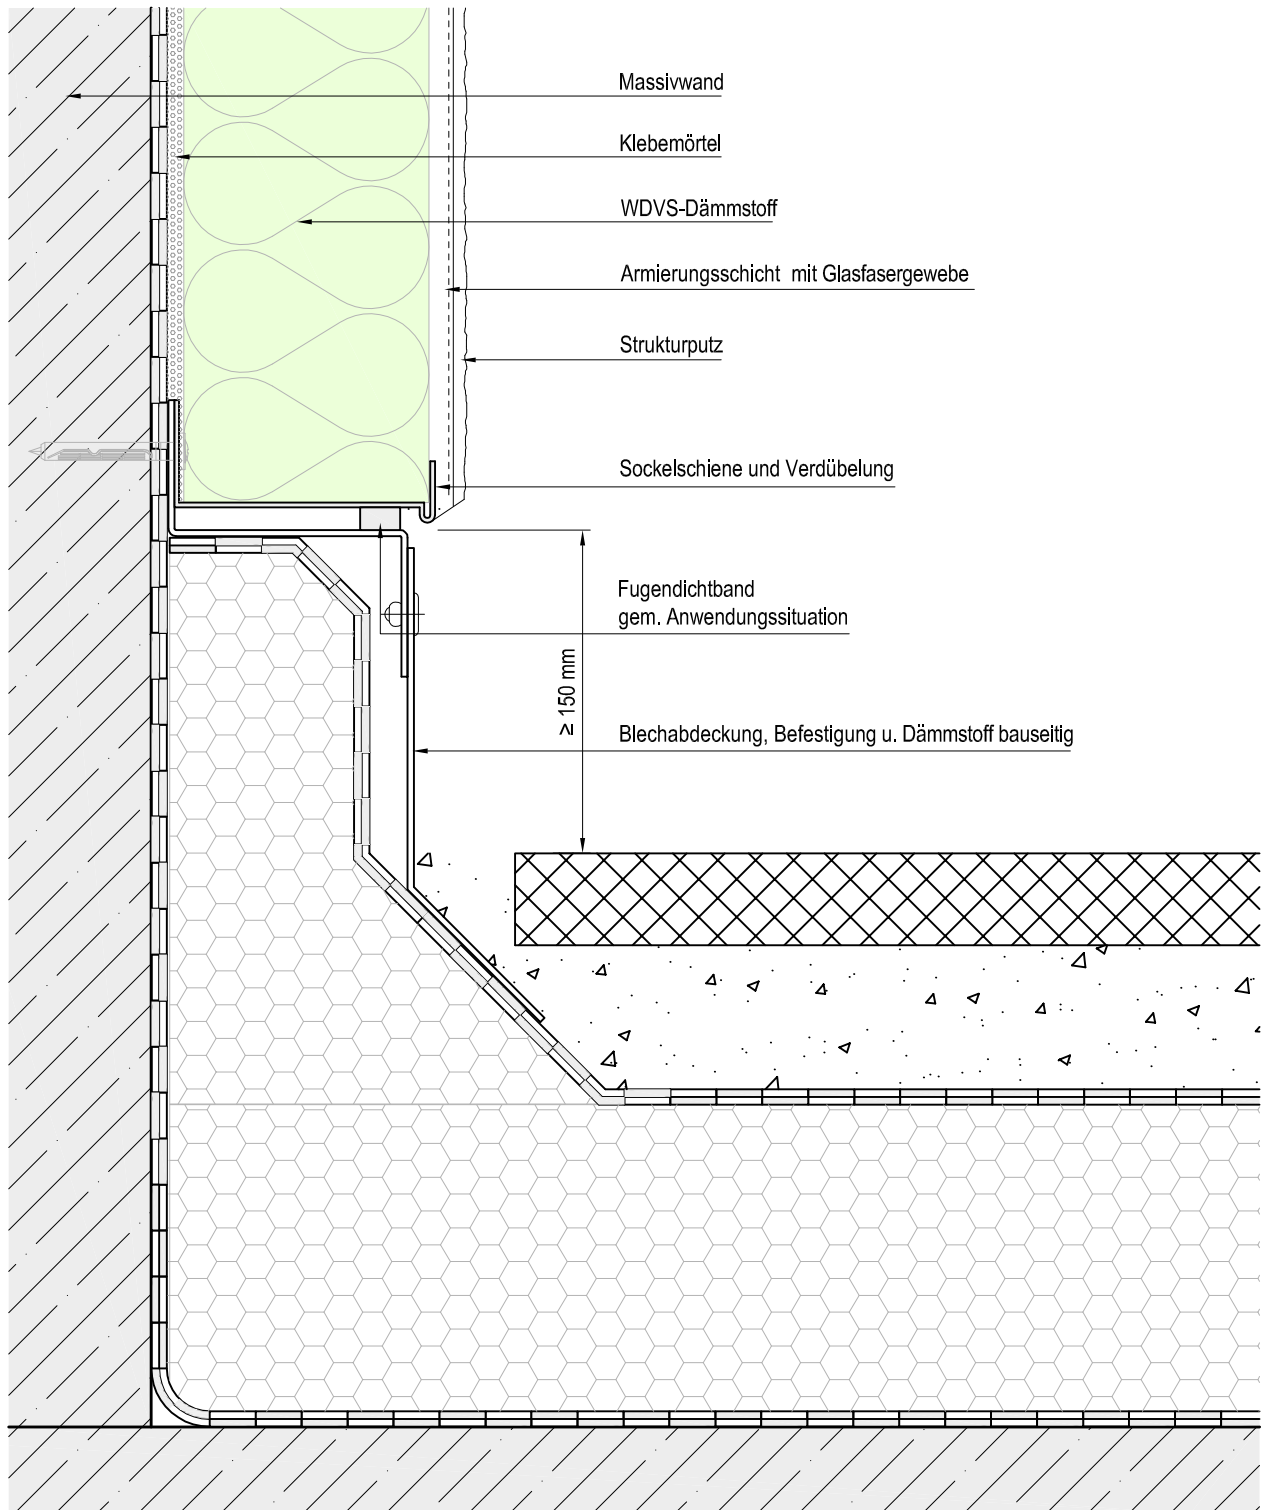 Massivwand
Klebemörtel
WDVS-Dämmstoff
Armierungsschicht mit Glasfasergewebe
Strukturputz
Sockelschiene und Verdübelung
Fugendichtband
gem. Anwendungssituation
≥ 150 mm
Blechabdeckung, Befestigung u. Dämmstoff bauseitig